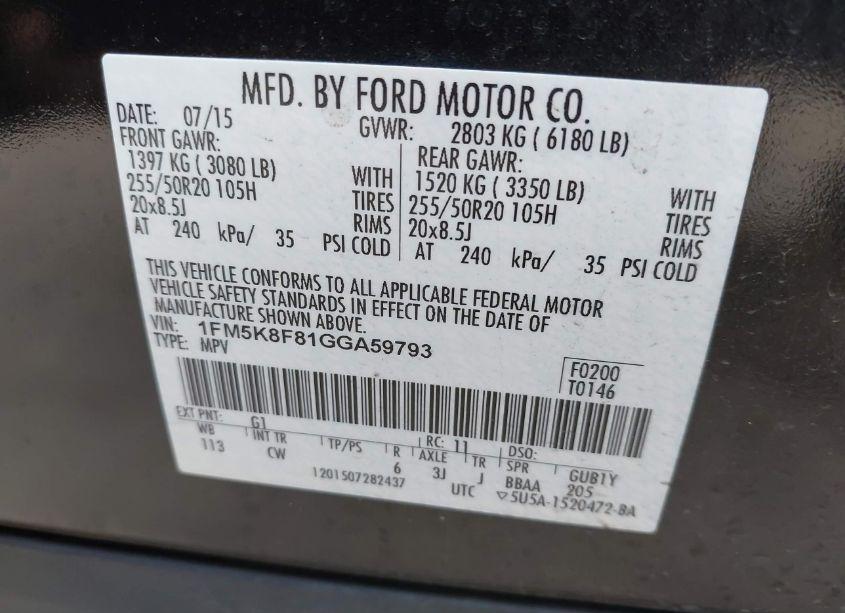 MFD. BY FORD MOTOR CO.
DATE: 07/15 GVWR: 2803 KG ( 6180 LB)
FRONT GAWR: REAR GAWR:
1397 KG ( 3080 LB) WITH 1520 KG ( 3350 LB) WITH
255/50R20 105H TIRES 255/50R20 105H TIRES
20x8.5J RIMS 20x8.5J RIMS
AT 240 kPa/ 35 PSI COLD AT 240 kPa/ 35 PSI COLD
THIS VEHICLE CONFORMS TO ALL APPLICABLE FEDERAL MOTOR
VEHICLE SAFETY STANDARDS IN EFFECT ON THE DATE OF
MANUFACTURE SHOWN ABOVE.
VIN: 1FM5K8F81GGA59793
TYPE: MPV
F0200
T0146
EXT PNT: G1 RC: 11 DSO:
WB INT TR TP/PS R AXLE TR SPR GUB1Y
113 CW 6 3J J BBAA 205
1201507282437 UTC ▽5U5A-1520472-BA